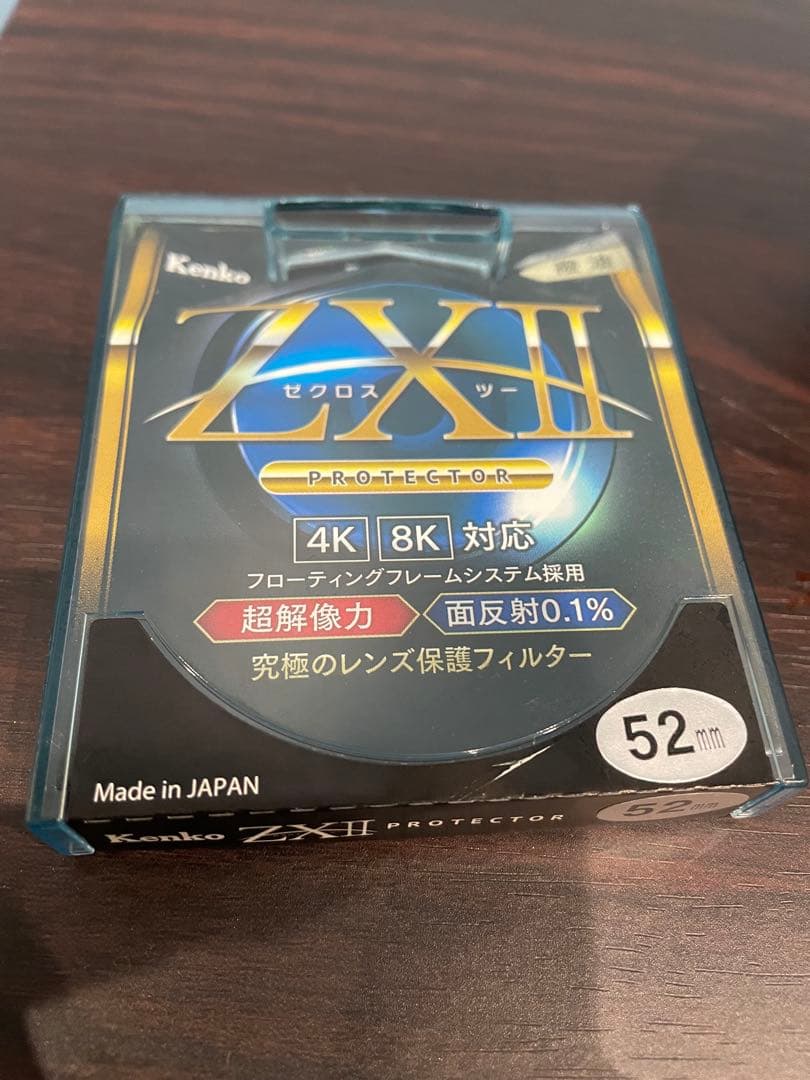 Kenko
ZXII
ゼクロス ツー
PROTECTOR
4K 8K 対応
フローティングフレームシステム採用
超解像力 面反射0.1%
究極のレンズ保護フィルター
52mm
Made in JAPAN
Kenko ZXII PROTECTOR 52mm